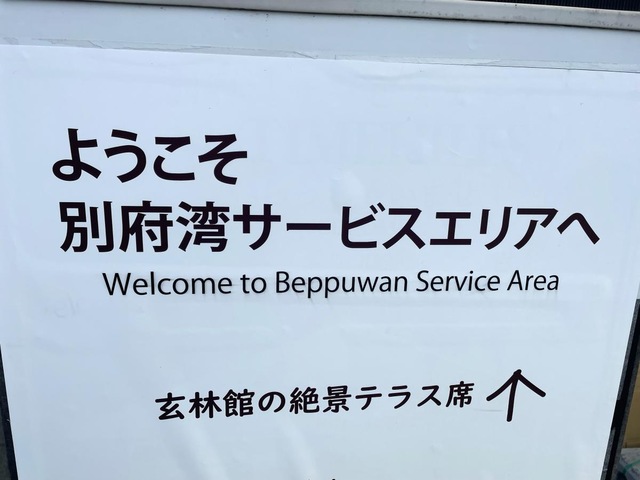 ようこそ
別府湾サービスエリアへ
Welcome to Beppuwan Service Area
玄林館の絶景テラス席 ↑